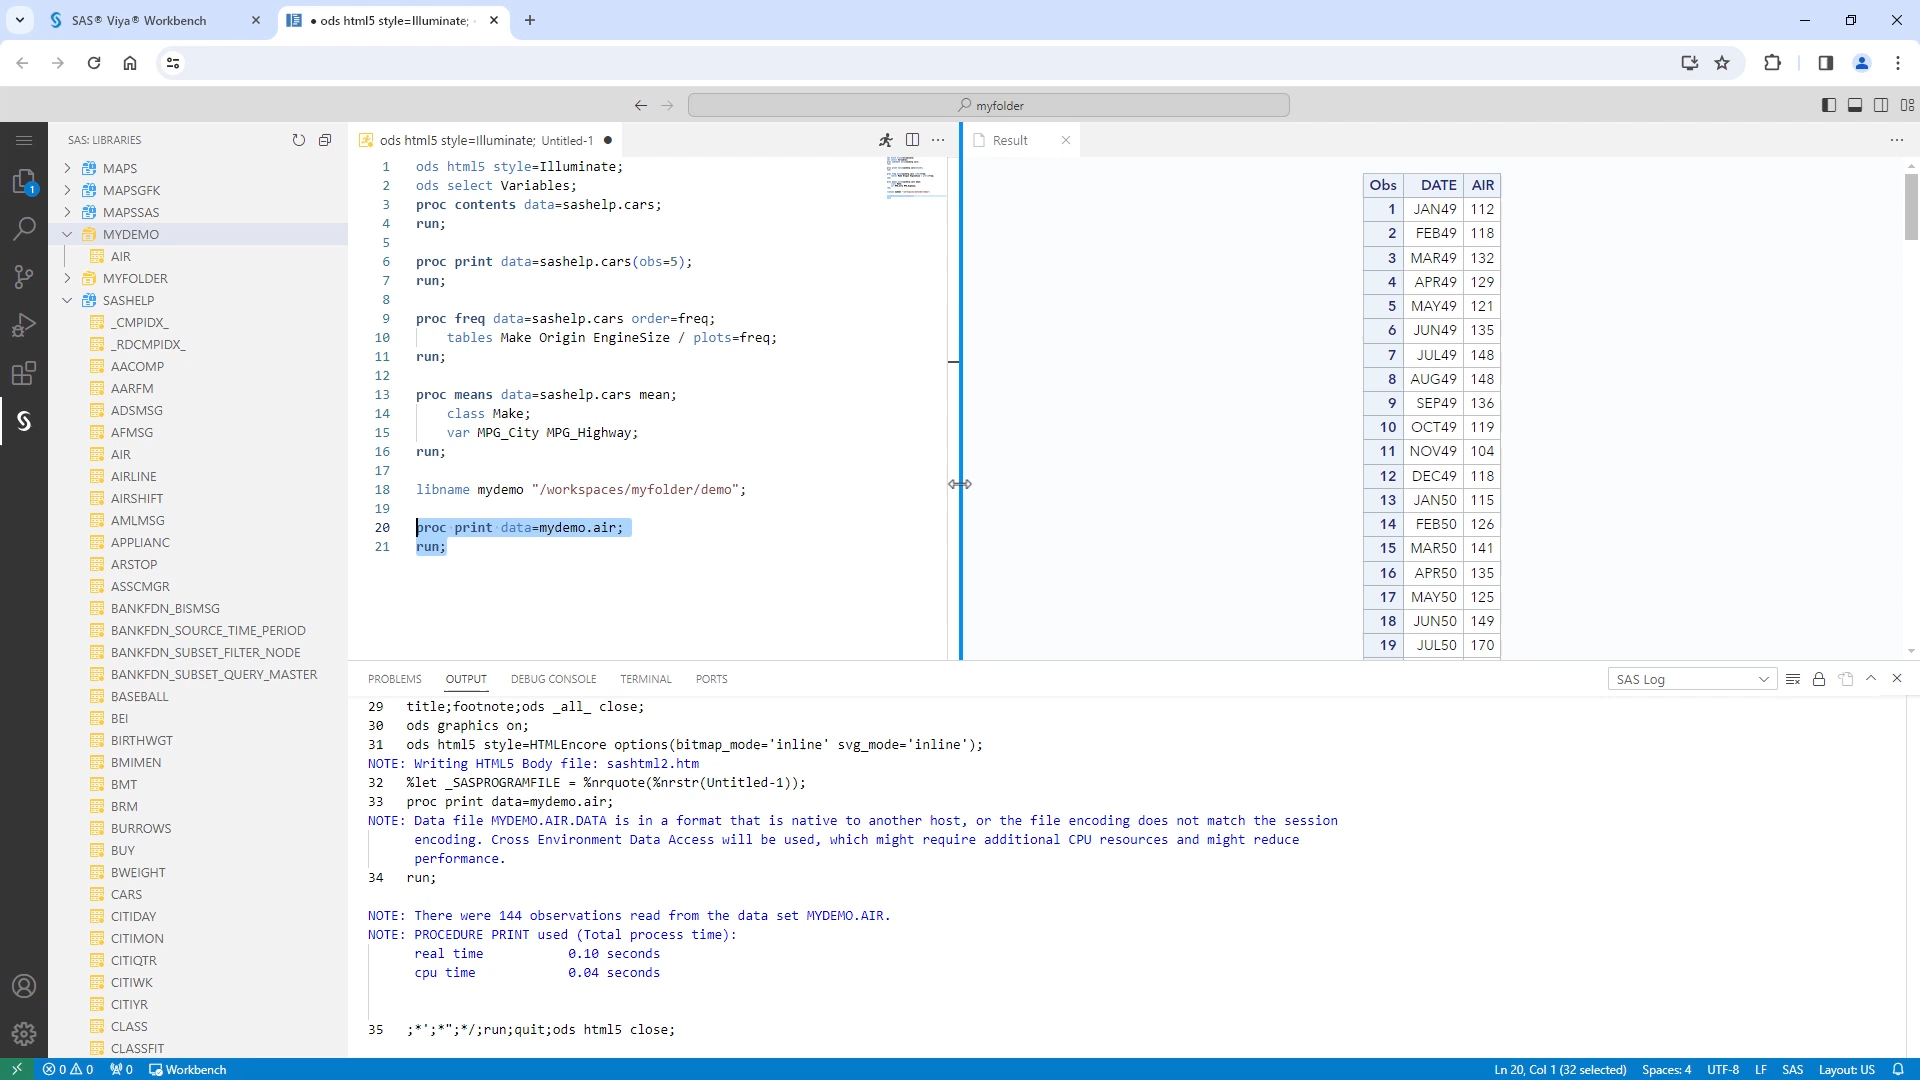 SAS® Viya® Workbench
• ods html5 style=Illuminate;
myfolder
SAS: LIBRARIES
MAPS
MAPSGFK
MAPSSAS
MYDEMO
AIR
MYFOLDER
SASHELP
_CMPIDX_
_RDCMPIDX_
AACOMP
AARFM
ADSMSG
AFMSG
AIR
AIRLINE
AIRSHIFT
AMLMSG
APPLIANC
ARSTOP
ASSCMGR
BANKFDN_BISMSG
BANKFDN_SOURCE_TIME_PERIOD
BANKFDN_SUBSET_FILTER_NODE
BANKFDN_SUBSET_QUERY_MASTER
BASEBALL
BEI
BIRTHWGT
BMIMEN
BMT
BRM
BURROWS
BUY
BWEIGHT
CARS
CITIDAY
CITIMON
CITIQTR
CITIWK
CITIYR
CLASS
CLASSFIT
1
ods html5 style=Illuminate; Untitled-1 ●
1 ods html5 style=Illuminate;
2 ods select Variables;
3 proc contents data=sashelp.cars;
4 run;
5
6 proc print data=sashelp.cars(obs=5);
7 run;
8
9 proc freq data=sashelp.cars order=freq;
10 tables Make Origin EngineSize / plots=freq;
11 run;
12
13 proc means data=sashelp.cars mean;
14 class Make;
15 var MPG_City MPG_Highway;
16 run;
17
18 libname mydemo "/workspaces/myfolder/demo";
19
20 proc print data=mydemo.air;
21 run;
Result
Obs DATE AIR
1 JAN49 112
2 FEB49 118
3 MAR49 132
4 APR49 129
5 MAY49 121
6 JUN49 135
7 JUL49 148
8 AUG49 148
9 SEP49 136
10 OCT49 119
11 NOV49 104
12 DEC49 118
13 JAN50 115
14 FEB50 126
15 MAR50 141
16 APR50 135
17 MAY50 125
18 JUN50 149
19 JUL50 170
PROBLEMS OUTPUT DEBUG CONSOLE TERMINAL PORTS
SAS Log
29 title;footnote;ods _all_ close;
30 ods graphics on;
31 ods html5 style=HTMLEncore options(bitmap_mode='inline' svg_mode='inline');
NOTE: Writing HTML5 Body file: sashtml2.htm
32 %let _SASPROGRAMFILE = %nrquote(%nrstr(Untitled-1));
33 proc print data=mydemo.air;
NOTE: Data file MYDEMO.AIR.DATA is in a format that is native to another host, or the file encoding does not match the session
encoding. Cross Environment Data Access will be used, which might require additional CPU resources and might reduce
performance.
34 run;
NOTE: There were 144 observations read from the data set MYDEMO.AIR.
NOTE: PROCEDURE PRINT used (Total process time):
real time 0.10 seconds
cpu time 0.04 seconds
35 ;*';*";*/;run;quit;ods html5 close;
0 0 0 Workbench
Ln 20, Col 1 (32 selected) Spaces: 4 UTF-8 LF SAS Layout: US